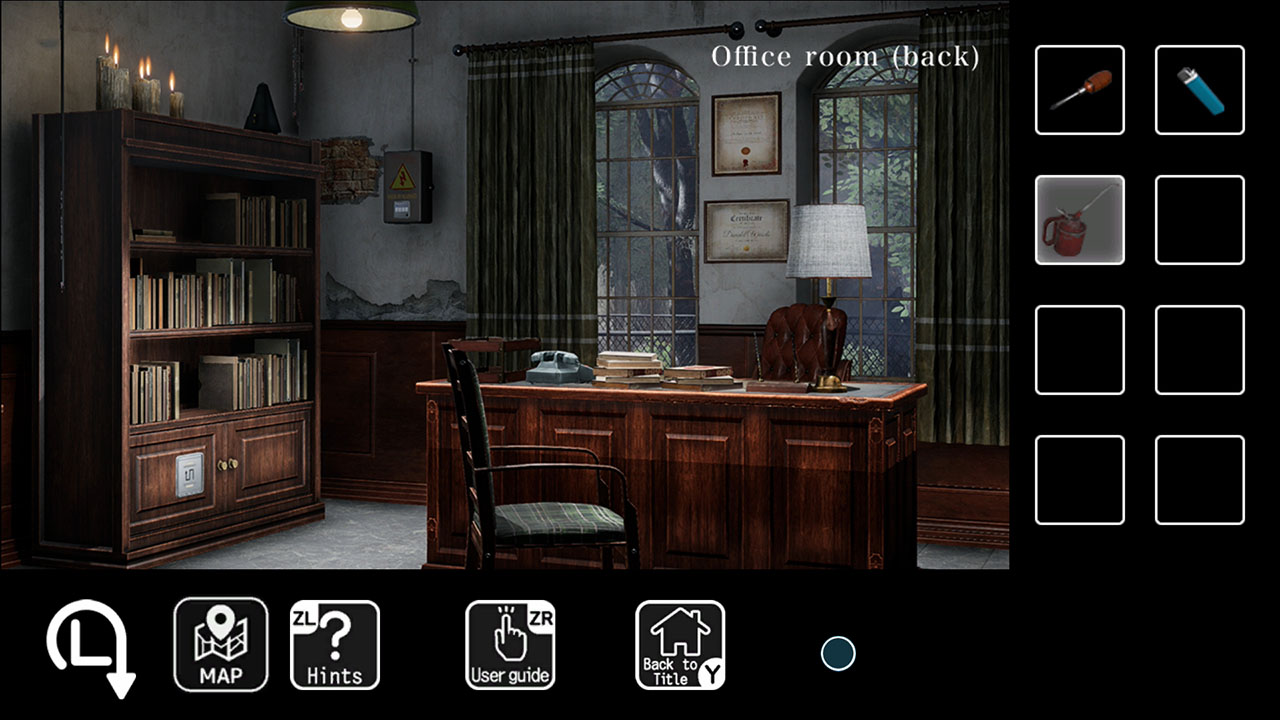 Office room (back)
Certificate
L
MAP
ZL
?
Hints
ZR
User guide
Back to
Title
Y